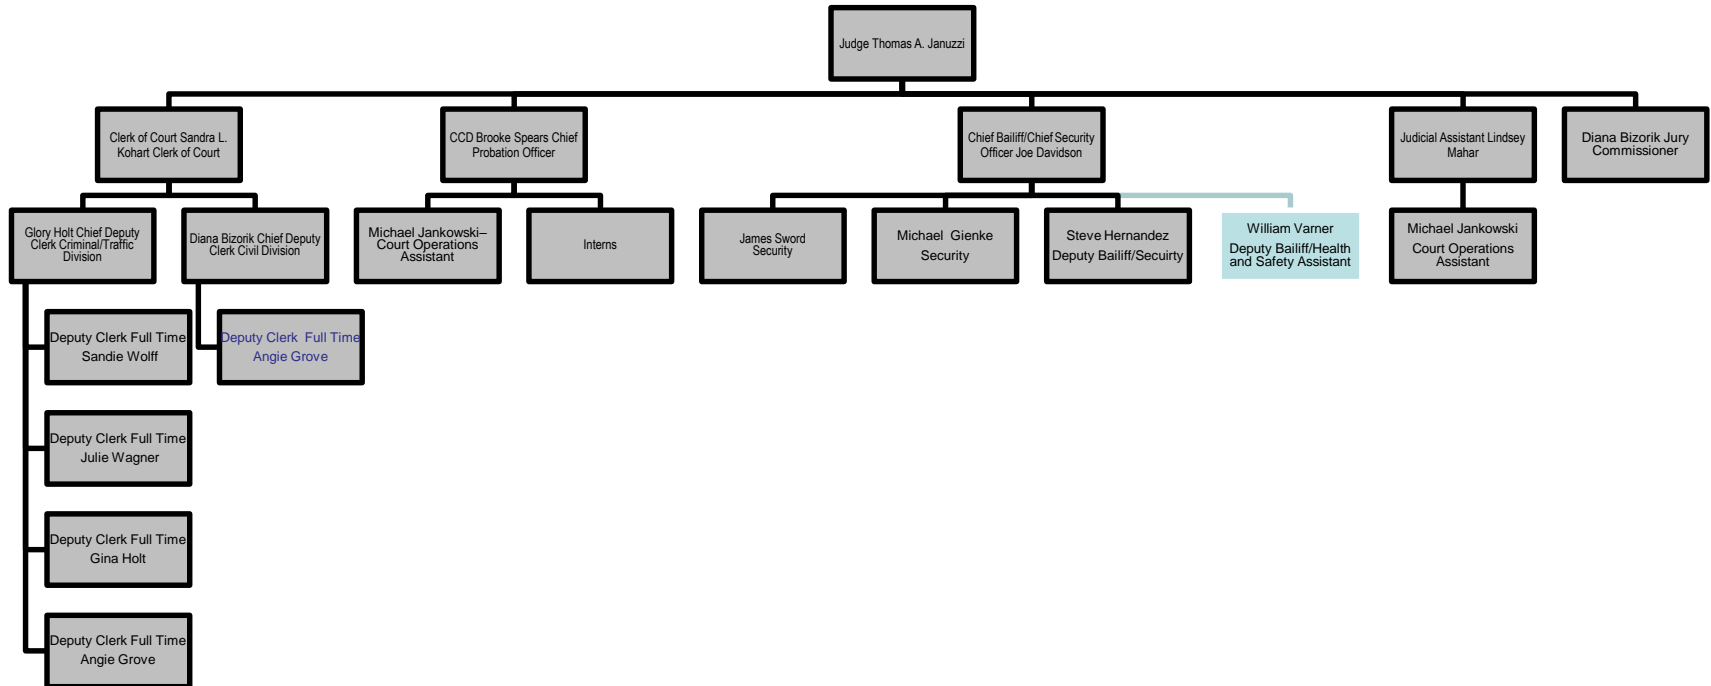 Judge Thomas A. Januzzi
Clerk of Court Sandra L.
Kohart Clerk of Court
CCD Brooke Spears Chief
Probation Officer
Chief Bailiff/Chief Security
Officer Joe Davidson
Judicial Assistant Lindsey
Mahar
Diana Bizorik Jury
Commissioner
Glory Holt Chief Deputy
Clerk Criminal/Traffic
Division
Diana Bizorik Chief Deputy
Clerk Civil Division
Michael Jankowski–
Court Operations
Assistant
Interns
James Sword
Security
Michael Gienke
Security
Steve Hernandez
Deputy Bailiff/Secuirty
William Varner
Deputy Bailiff/Health
and Safety Assistant
Michael Jankowski
Court Operations
Assistant
Deputy Clerk Full Time
Sandie Wolff
Deputy Clerk Full Time
Angie Grove
Deputy Clerk Full Time
Julie Wagner
Deputy Clerk Full Time
Gina Holt
Deputy Clerk Full Time
Angie Grove